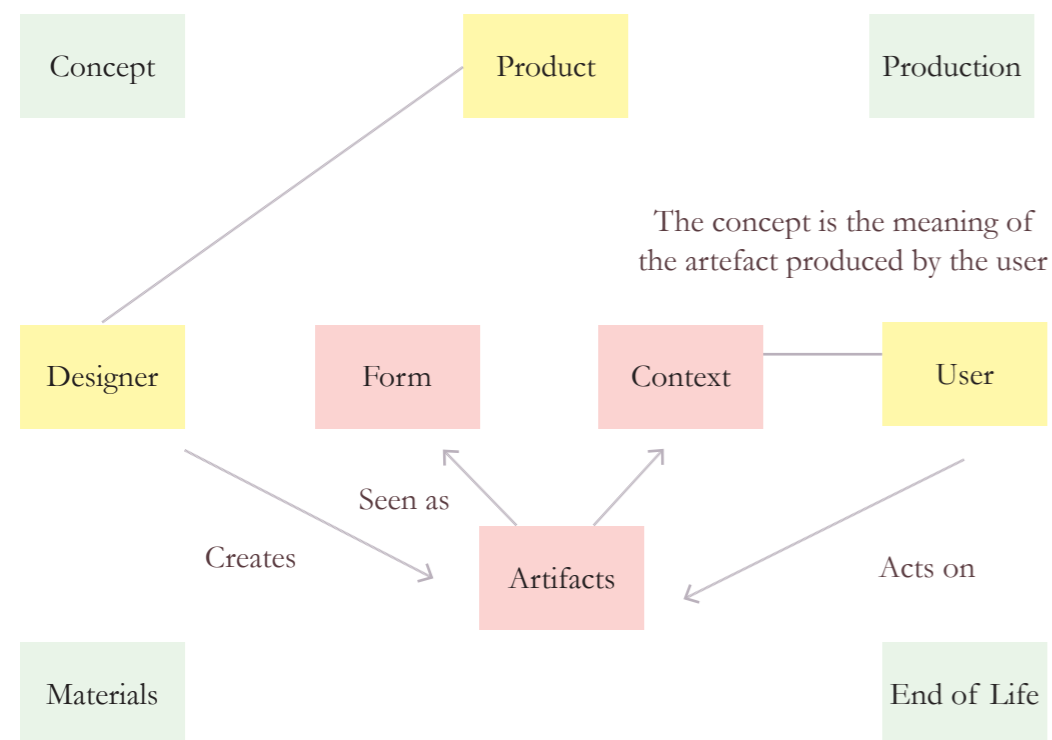 Concept
Product
Production
The concept is the meaning of
the artefact produced by the user
Designer
Form
Context
User
Seen as
Creates
Artifacts
Acts on
Materials
End of Life